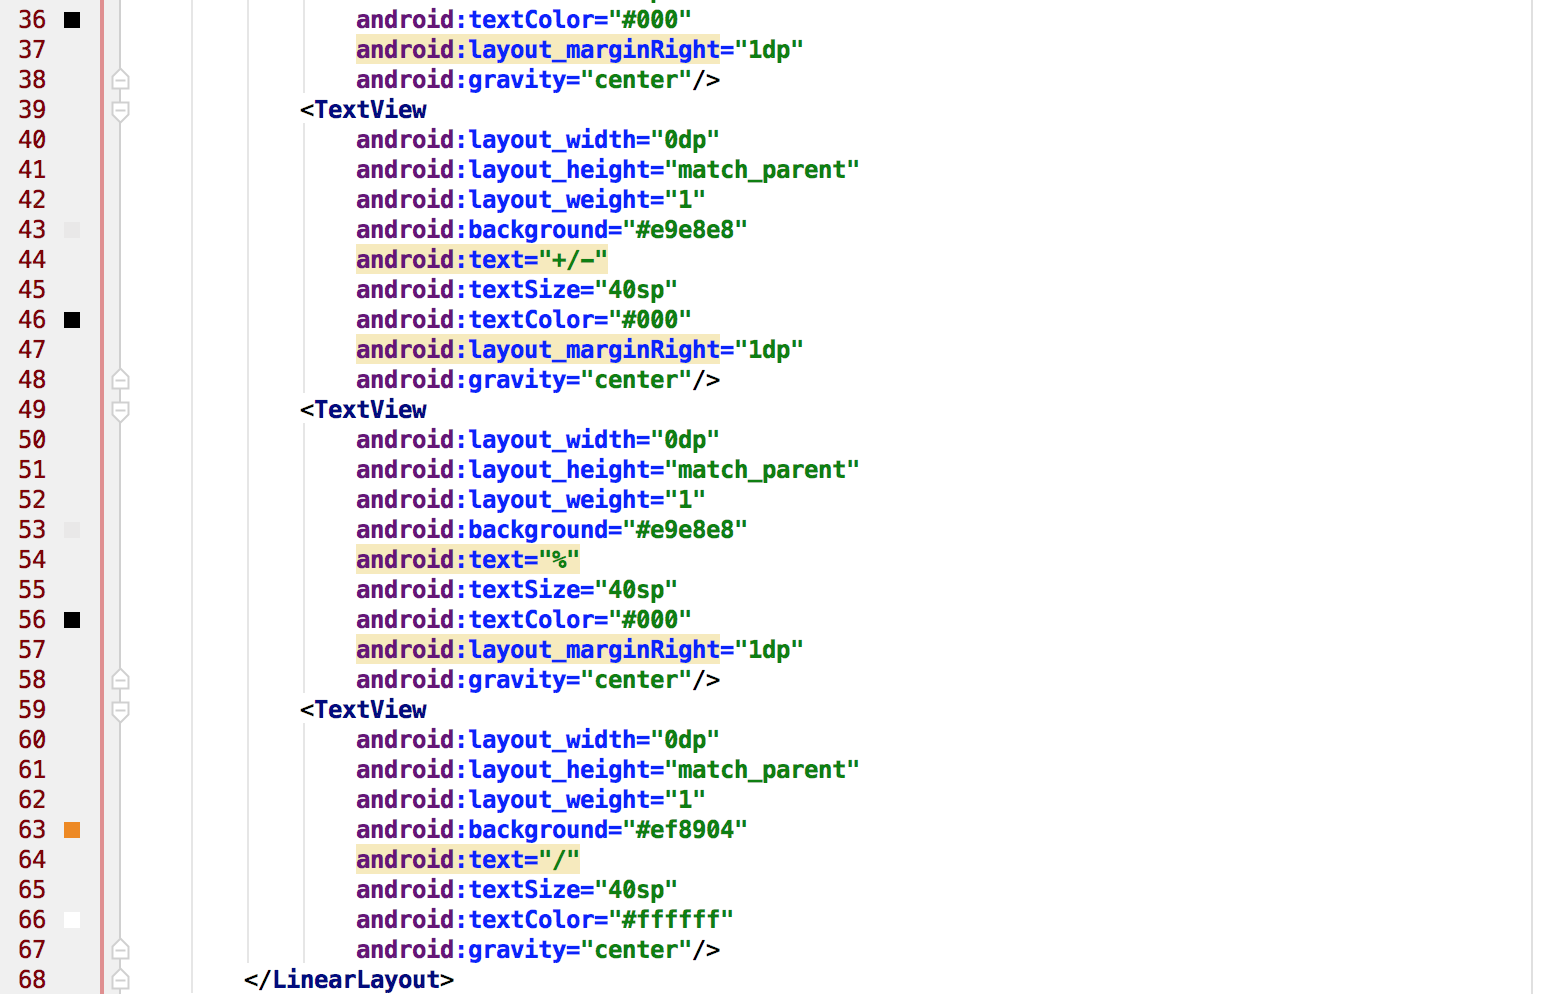 36 android:textColor="#000"
37 android:layout_marginRight="1dp"
38 android:gravity="center"/>
39 <TextView
40 android:layout_width="0dp"
41 android:layout_height="match_parent"
42 android:layout_weight="1"
43 android:background="#e9e8e8"
44 android:text="+/−"
45 android:textSize="40sp"
46 android:textColor="#000"
47 android:layout_marginRight="1dp"
48 android:gravity="center"/>
49 <TextView
50 android:layout_width="0dp"
51 android:layout_height="match_parent"
52 android:layout_weight="1"
53 android:background="#e9e8e8"
54 android:text="%"
55 android:textSize="40sp"
56 android:textColor="#000"
57 android:layout_marginRight="1dp"
58 android:gravity="center"/>
59 <TextView
60 android:layout_width="0dp"
61 android:layout_height="match_parent"
62 android:layout_weight="1"
63 android:background="#ef8904"
64 android:text="/"
65 android:textSize="40sp"
66 android:textColor="#ffffff"
67 android:gravity="center"/>
68 </LinearLayout>